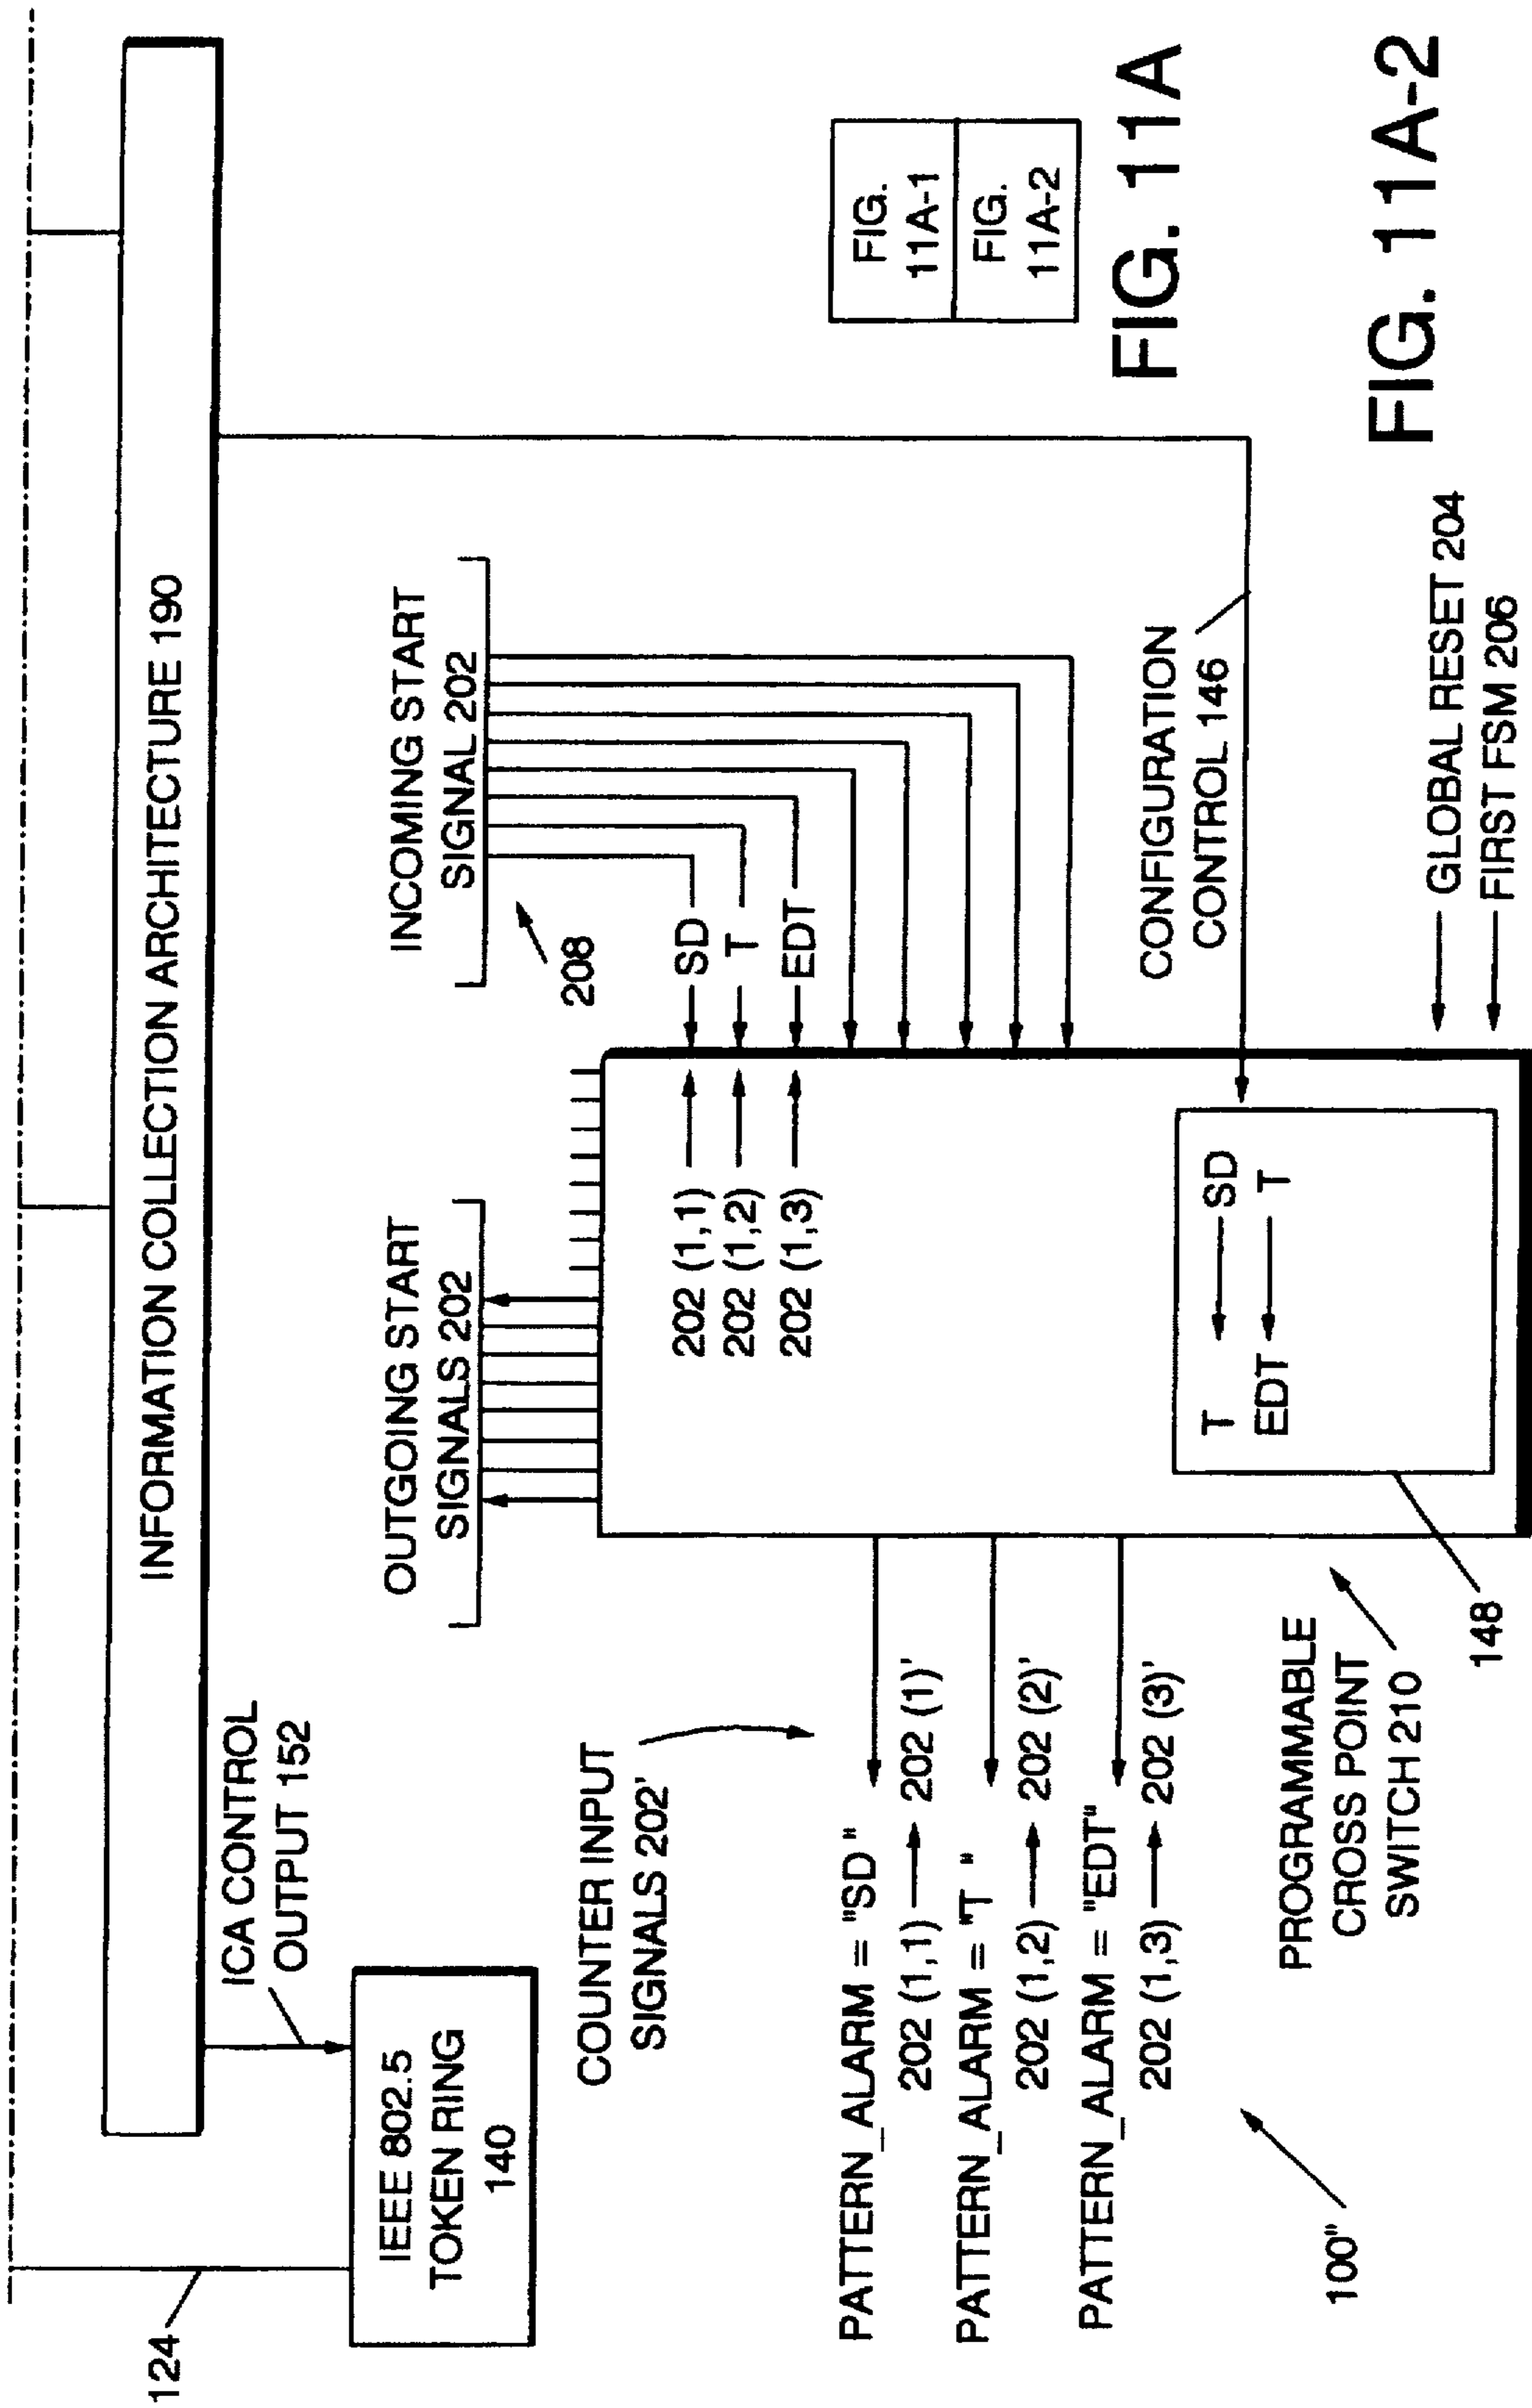 124
ICA CONTROL
OUTPUT 152
INFORMATION COLLECTION ARCHITECTURE 190
IEEE 802.5
TOKEN RING
140
OUTGOING START
SIGNALS 202
INCOMING START
SIGNAL 202
208
COUNTER INPUT
SIGNALS 202'
202 (1,1)
SD
202 (1,2)
T
202 (1,3)
EDT
PATTERN_ALARM = "SD "
202 (1,1) 202 (1)'
PATTERN_ALARM = "T "
202 (1,2) 202 (2)'
PATTERN_ALARM = "EDT"
202 (1,3) 202 (3)'
CONFIGURATION
CONTROL 146
T SD
EDT T
100"
PROGRAMMABLE
CROSS POINT
SWITCH 210
148
GLOBAL RESET 204
FIRST FSM 206
FIG.
11A-1
FIG.
11A-2
FIG. 11A
FIG. 11A-2